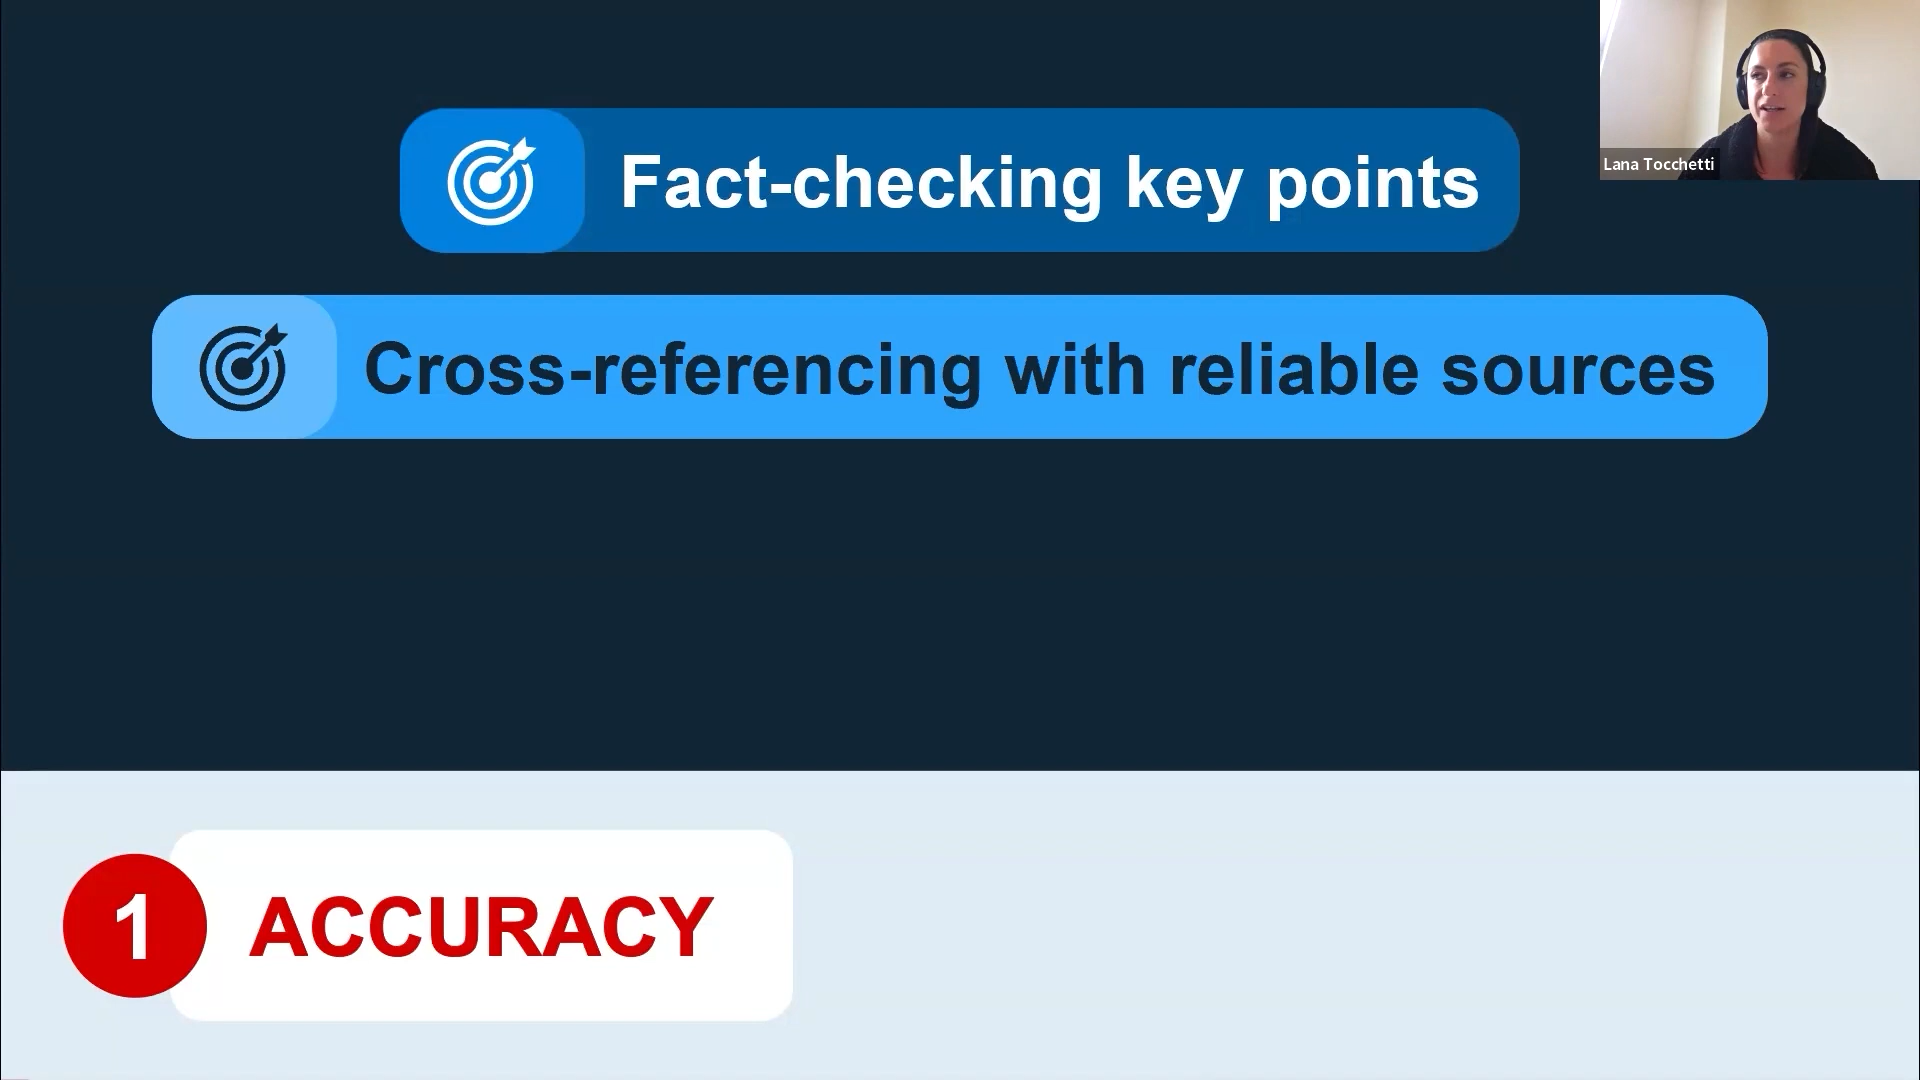 Fact-checking key points
Lana Tocchetti
Cross-referencing with reliable sources
1
ACCURACY